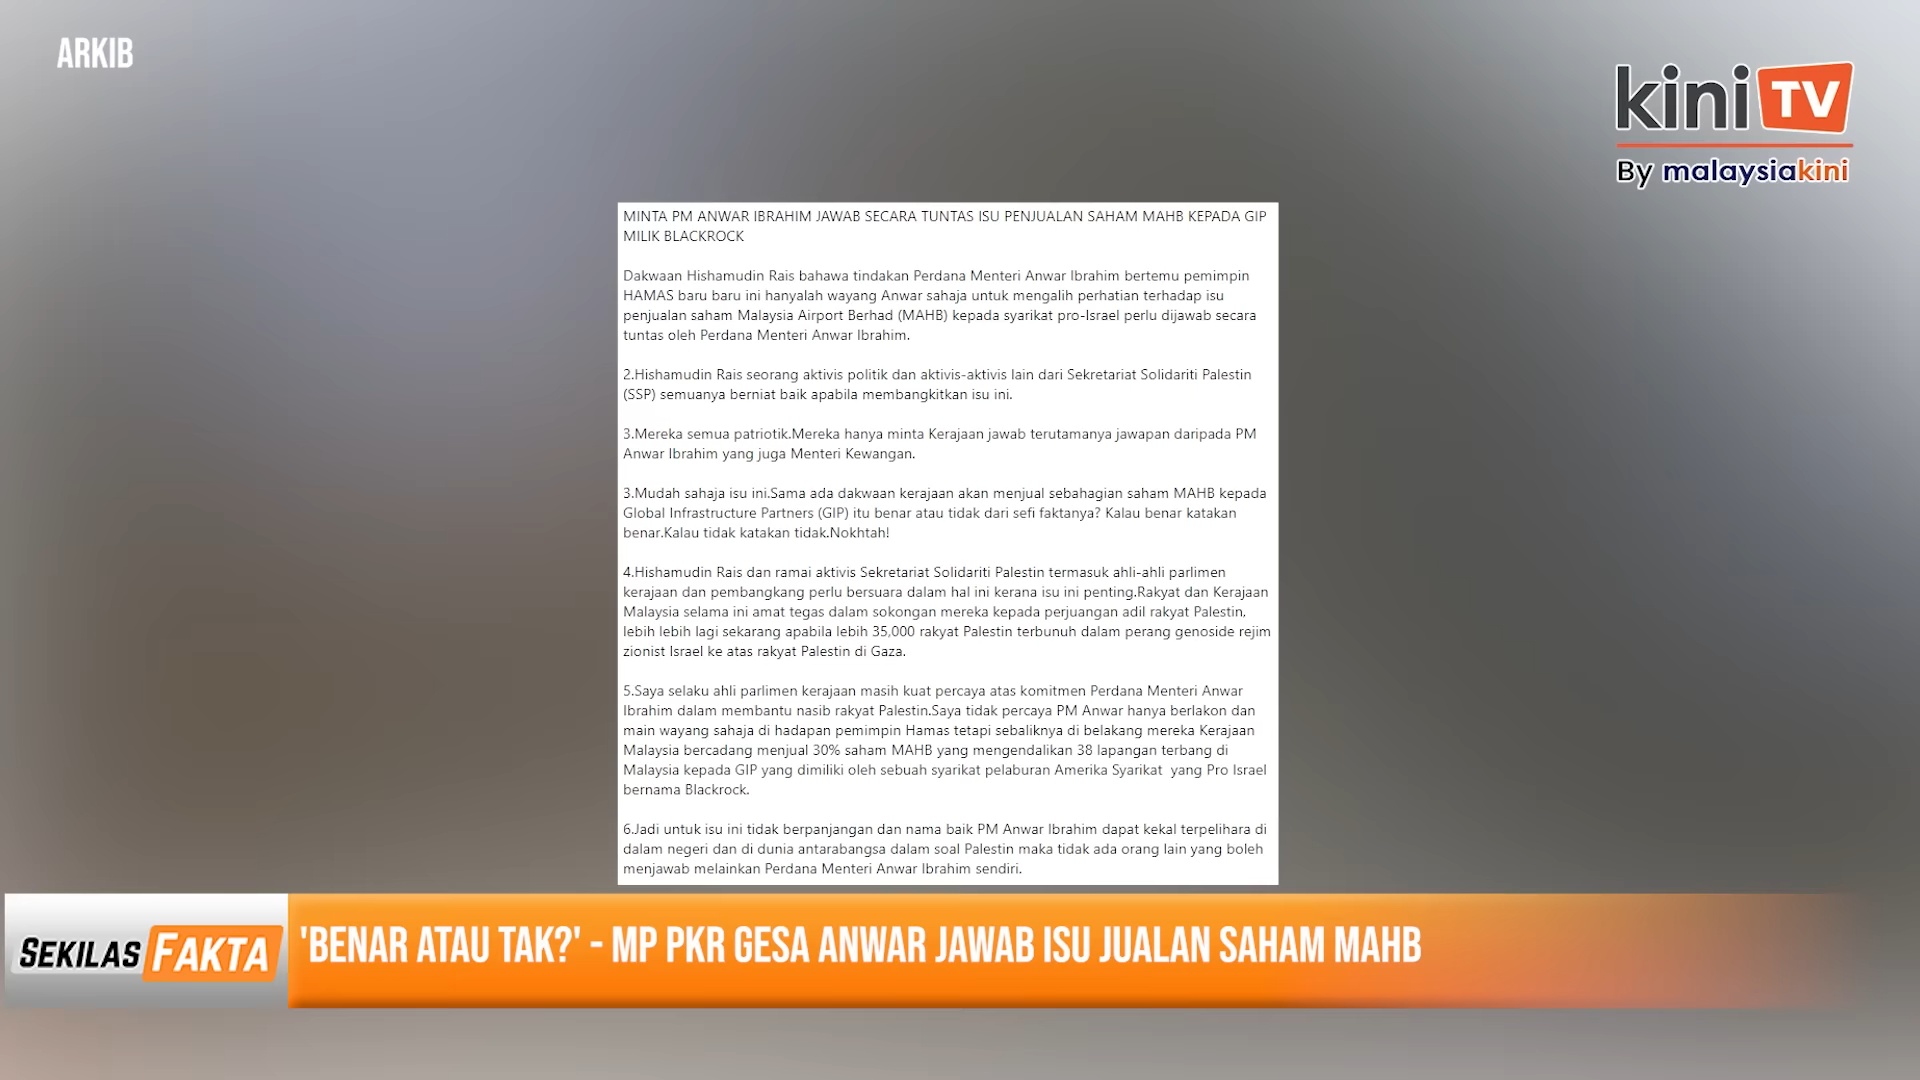 ARKIB
kini TV
By malaysiakini
MINTA PM ANWAR IBRAHIM JAWAB SECARA TUNTAS ISU PENJUALAN SAHAM MAHB KEPADA GIP
MILIK BLACKROCK
Dakwaan Hishamudin Rais bahawa tindakan Perdana Menteri Anwar Ibrahim bertemu pemimpin
HAMAS baru baru ini hanyalah wayang Anwar sahaja untuk mengalih perhatian terhadap isu
penjualan saham Malaysia Airport Berhad (MAHB) kepada syarikat pro-Israel perlu dijawab secara
tuntas oleh Perdana Menteri Anwar Ibrahim.
2.Hishamudin Rais seorang aktivis politik dan aktivis-aktivis lain dari Sekretariat Solidariti Palestin
(SSP) semuanya berniat baik apabila membangkitkan isu ini.
3.Mereka semua patriotik.Mereka hanya minta Kerajaan jawab terutamanya jawapan daripada PM
Anwar Ibrahim yang juga Menteri Kewangan.
3.Mudah sahaja isu ini.Sama ada dakwaan kerajaan akan menjual sebahagian saham MAHB kepada
Global Infrastructure Partners (GIP) itu benar atau tidak dari sefi faktanya? Kalau benar katakan
benar.Kalau tidak katakan tidak.Nokhtah!
4.Hishamudin Rais dan ramai aktivis Sekretariat Solidariti Palestin termasuk ahli-ahli parlimen
kerajaan dan pembangkang perlu bersuara dalam hal ini kerana isu ini penting.Rakyat dan Kerajaan
Malaysia selama ini amat tegas dalam sokongan mereka kepada perjuangan adil rakyat Palestin,
lebih lebih lagi sekarang apabila lebih 35,000 rakyat Palestin terbunuh dalam perang genoside rejim
zionist Israel ke atas rakyat Palestin di Gaza.
5.Saya selaku ahli parlimen kerajaan masih kuat percaya atas komitmen Perdana Menteri Anwar
Ibrahim dalam membantu nasib rakyat Palestin.Saya tidak percaya PM Anwar hanya berlakon dan
main wayang sahaja di hadapan pemimpin Hamas tetapi sebaliknya di belakang mereka Kerajaan
Malaysia bercadang menjual 30% saham MAHB yang mengendalikan 38 lapangan terbang di
Malaysia kepada GIP yang dimiliki oleh sebuah syarikat pelaburan Amerika Syarikat  yang Pro Israel
bernama Blackrock.
6.Jadi untuk isu ini tidak berpanjangan dan nama baik PM Anwar Ibrahim dapat kekal terpelihara di
dalam negeri dan di dunia antarabangsa dalam soal Palestin maka tidak ada orang lain yang boleh
menjawab melainkan Perdana Menteri Anwar Ibrahim sendiri.
SEKILAS FAKTA
'BENAR ATAU TAK?' - MP PKR GESA ANWAR JAWAB ISU JUALAN SAHAM MAHB